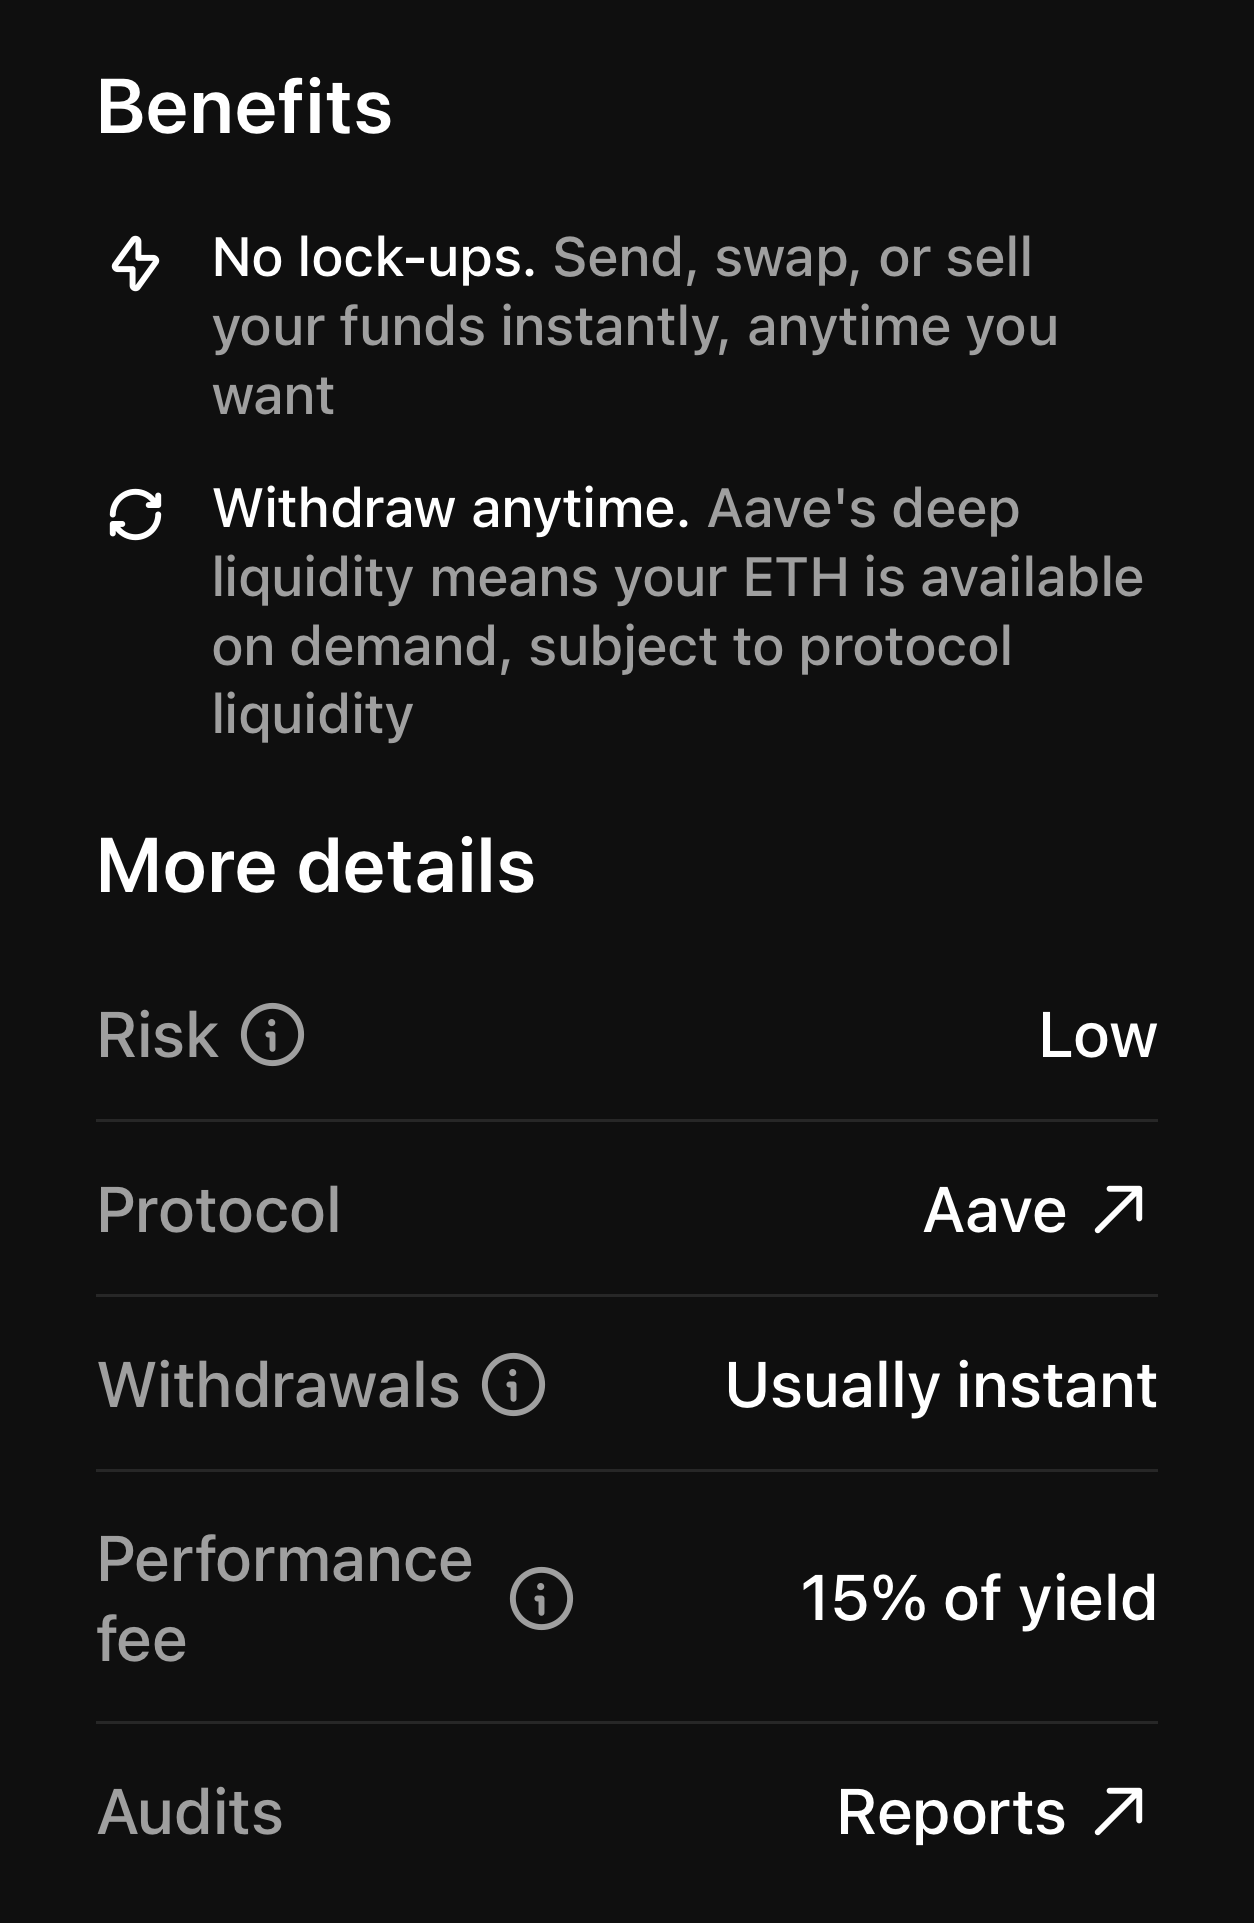 Benefits
No lock-ups. Send, swap, or sell
your funds instantly, anytime you
want
Withdraw anytime. Aave's deep
liquidity means your ETH is available
on demand, subject to protocol
liquidity
More details
Risk
Low
Protocol
Aave
Withdrawals
Usually instant
Performance
fee
15% of yield
Audits
Reports